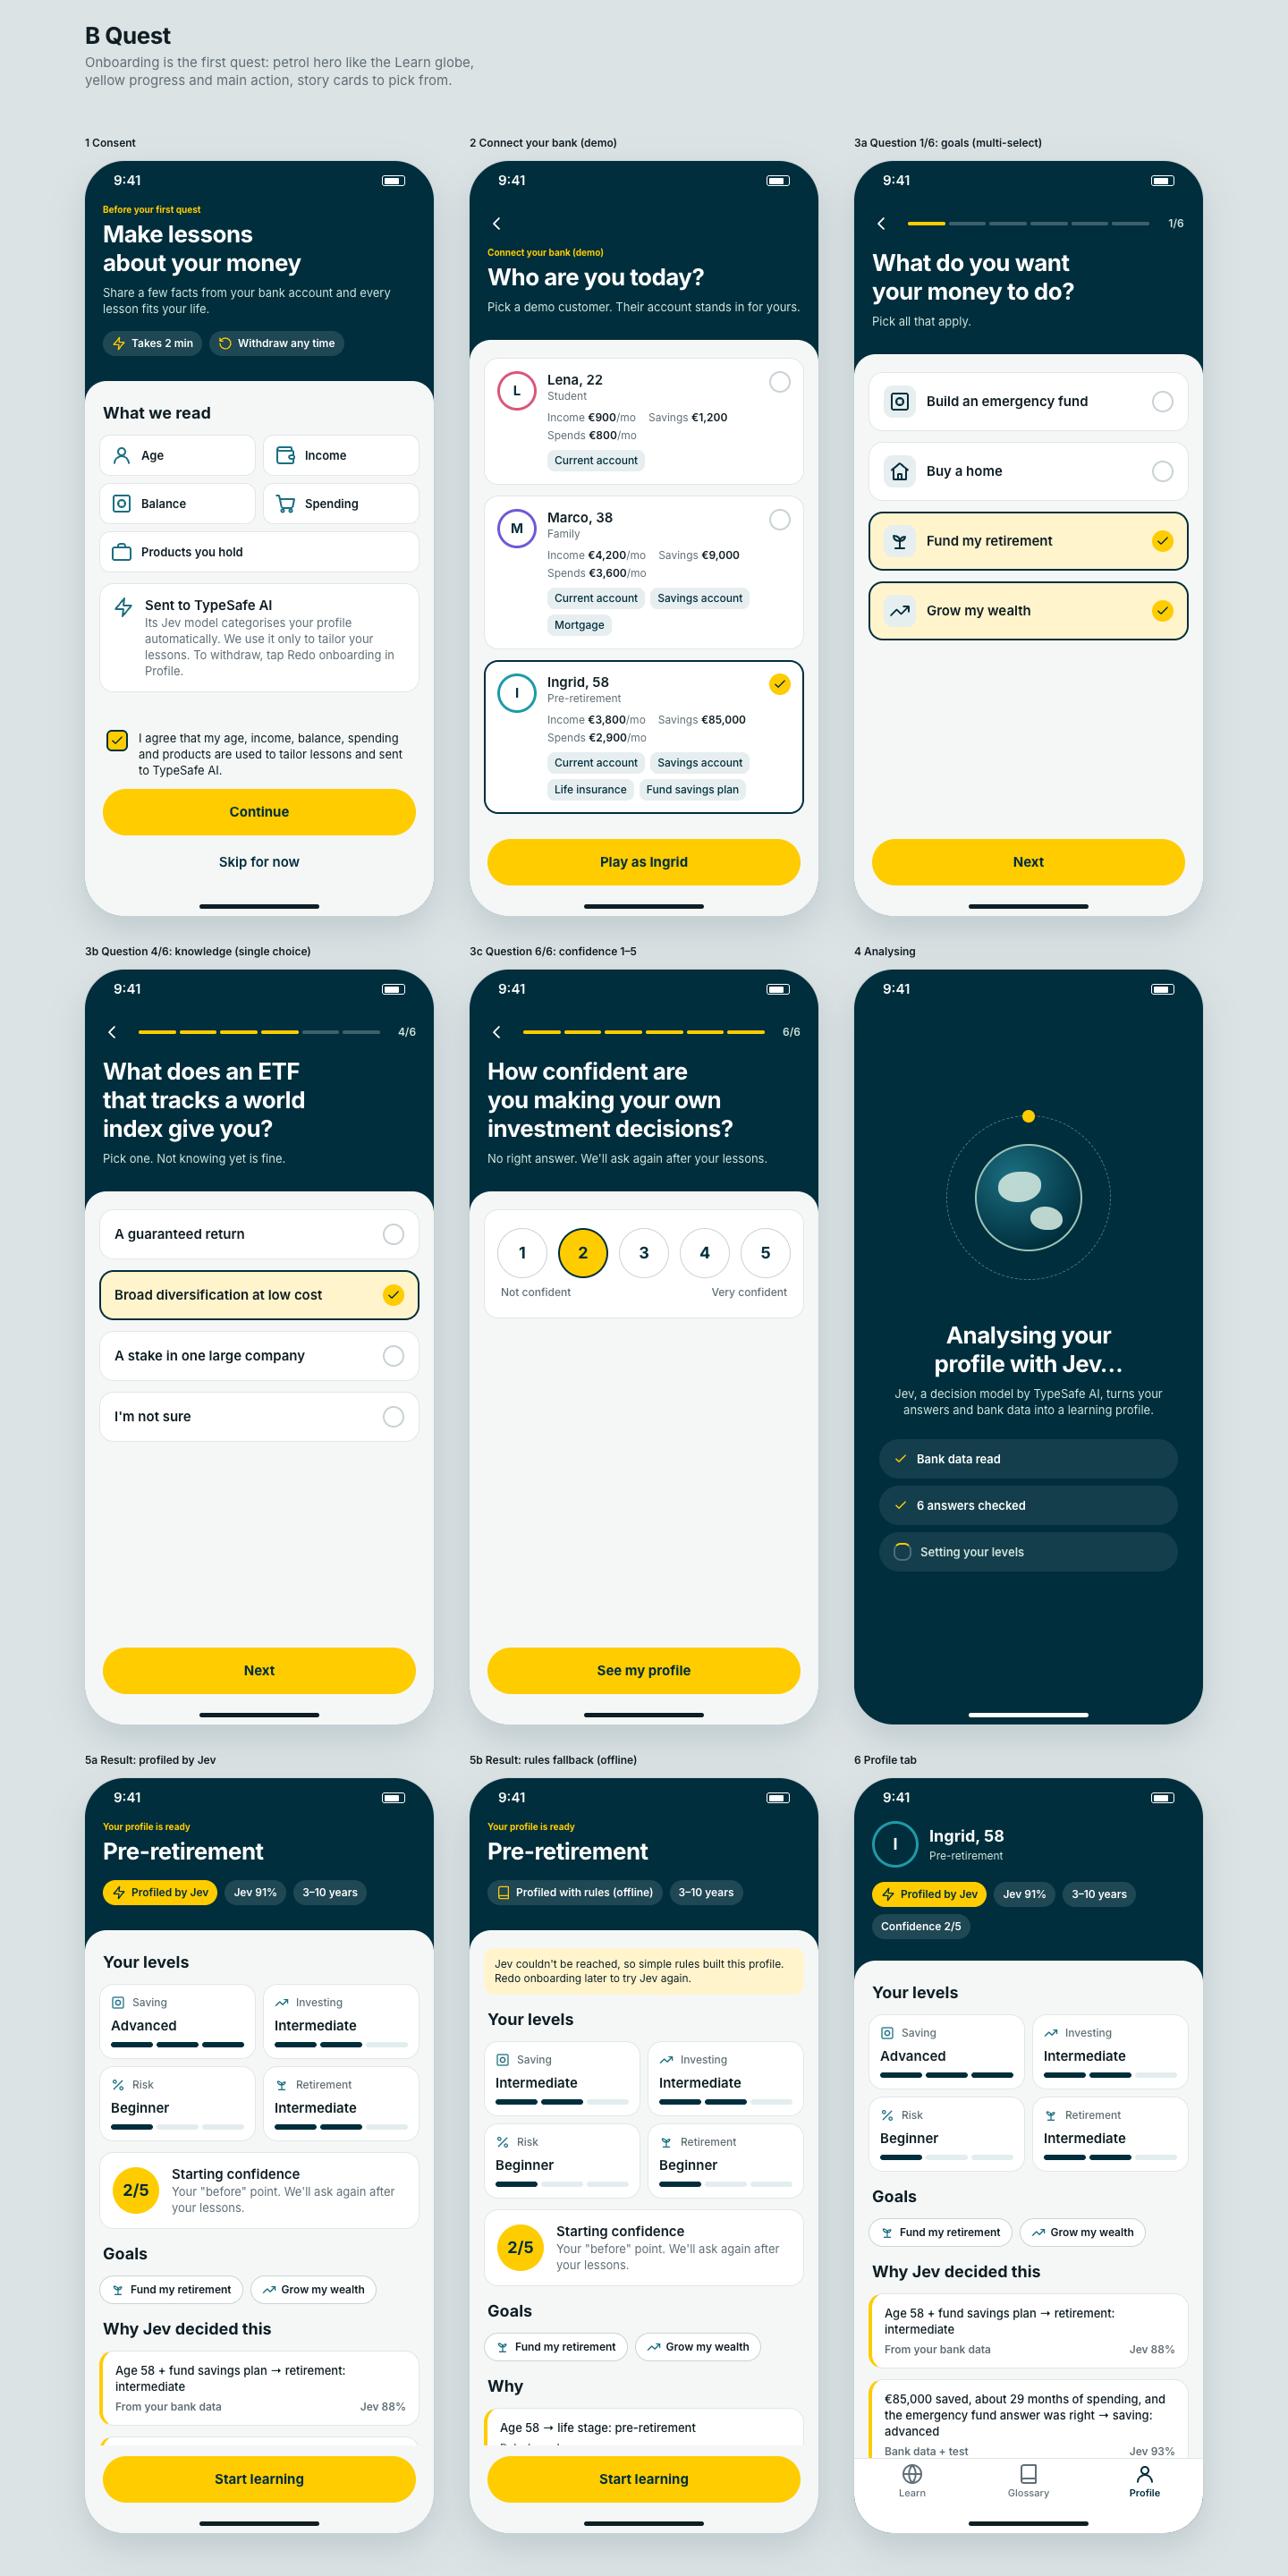 B Quest
Onboarding is the first quest: petrol hero like the Learn globe,
yellow progress and main action, story cards to pick from.
1 Consent
9:41
Before your first quest
Make lessons
about your money
Share a few facts from your bank account and every
lesson fits your life.
Takes 2 min
Withdraw any time
What we read
Age
Income
Balance
Spending
Products you hold
Sent to TypeSafe AI
Its Jev model categorises your profile
automatically. We use it only to tailor your
lessons. To withdraw, tap Redo onboarding in
Profile.
I agree that my age, income, balance, spending
and products are used to tailor lessons and sent
to TypeSafe AI.
Continue
Skip for now
2 Connect your bank (demo)
9:41
Connect your bank (demo)
Who are you today?
Pick a demo customer. Their account stands in for yours.
L
Lena, 22
Student
Income €900/mo Savings €1,200
Spends €800/mo
Current account
M
Marco, 38
Family
Income €4,200/mo Savings €9,000
Spends €3,600/mo
Current account
Savings account
Mortgage
I
Ingrid, 58
Pre-retirement
Income €3,800/mo Savings €85,000
Spends €2,900/mo
Current account
Savings account
Life insurance
Fund savings plan
Play as Ingrid
3a Question 1/6: goals (multi-select)
9:41
1/6
What do you want
your money to do?
Pick all that apply.
Build an emergency fund
Buy a home
Fund my retirement
Grow my wealth
Next
3b Question 4/6: knowledge (single choice)
9:41
4/6
What does an ETF
that tracks a world
index give you?
Pick one. Not knowing yet is fine.
A guaranteed return
Broad diversification at low cost
A stake in one large company
I'm not sure
Next
3c Question 6/6: confidence 1–5
9:41
6/6
How confident are
you making your own
investment decisions?
No right answer. We'll ask again after your lessons.
1
2
3
4
5
Not confident
Very confident
See my profile
4 Analysing
9:41
Analysing your
profile with Jev…
Jev, a decision model by TypeSafe AI, turns your
answers and bank data into a learning profile.
Bank data read
6 answers checked
Setting your levels
5a Result: profiled by Jev
9:41
Your profile is ready
Pre-retirement
Profiled by Jev
Jev 91%
3–10 years
Your levels
Saving
Advanced
Investing
Intermediate
Risk
Beginner
Retirement
Intermediate
2/5
Starting confidence
Your "before" point. We'll ask again after
your lessons.
Goals
Fund my retirement
Grow my wealth
Why Jev decided this
Age 58 + fund savings plan → retirement:
intermediate
From your bank data
Jev 88%
Start learning
5b Result: rules fallback (offline)
9:41
Your profile is ready
Pre-retirement
Profiled with rules (offline)
3–10 years
Jev couldn't be reached, so simple rules built this profile.
Redo onboarding later to try Jev again.
Your levels
Saving
Intermediate
Investing
Intermediate
Risk
Beginner
Retirement
Beginner
2/5
Starting confidence
Your "before" point. We'll ask again after
your lessons.
Goals
Fund my retirement
Grow my wealth
Why
Age 58 → life stage: pre-retirement
Start learning
6 Profile tab
9:41
I
Ingrid, 58
Pre-retirement
Profiled by Jev
Jev 91%
3–10 years
Confidence 2/5
Your levels
Saving
Advanced
Investing
Intermediate
Risk
Beginner
Retirement
Intermediate
Goals
Fund my retirement
Grow my wealth
Why Jev decided this
Age 58 + fund savings plan → retirement:
intermediate
From your bank data
Jev 88%
€85,000 saved, about 29 months of spending, and
the emergency fund answer was right → saving:
advanced
Bank data + test
Jev 93%
Learn
Glossary
Profile